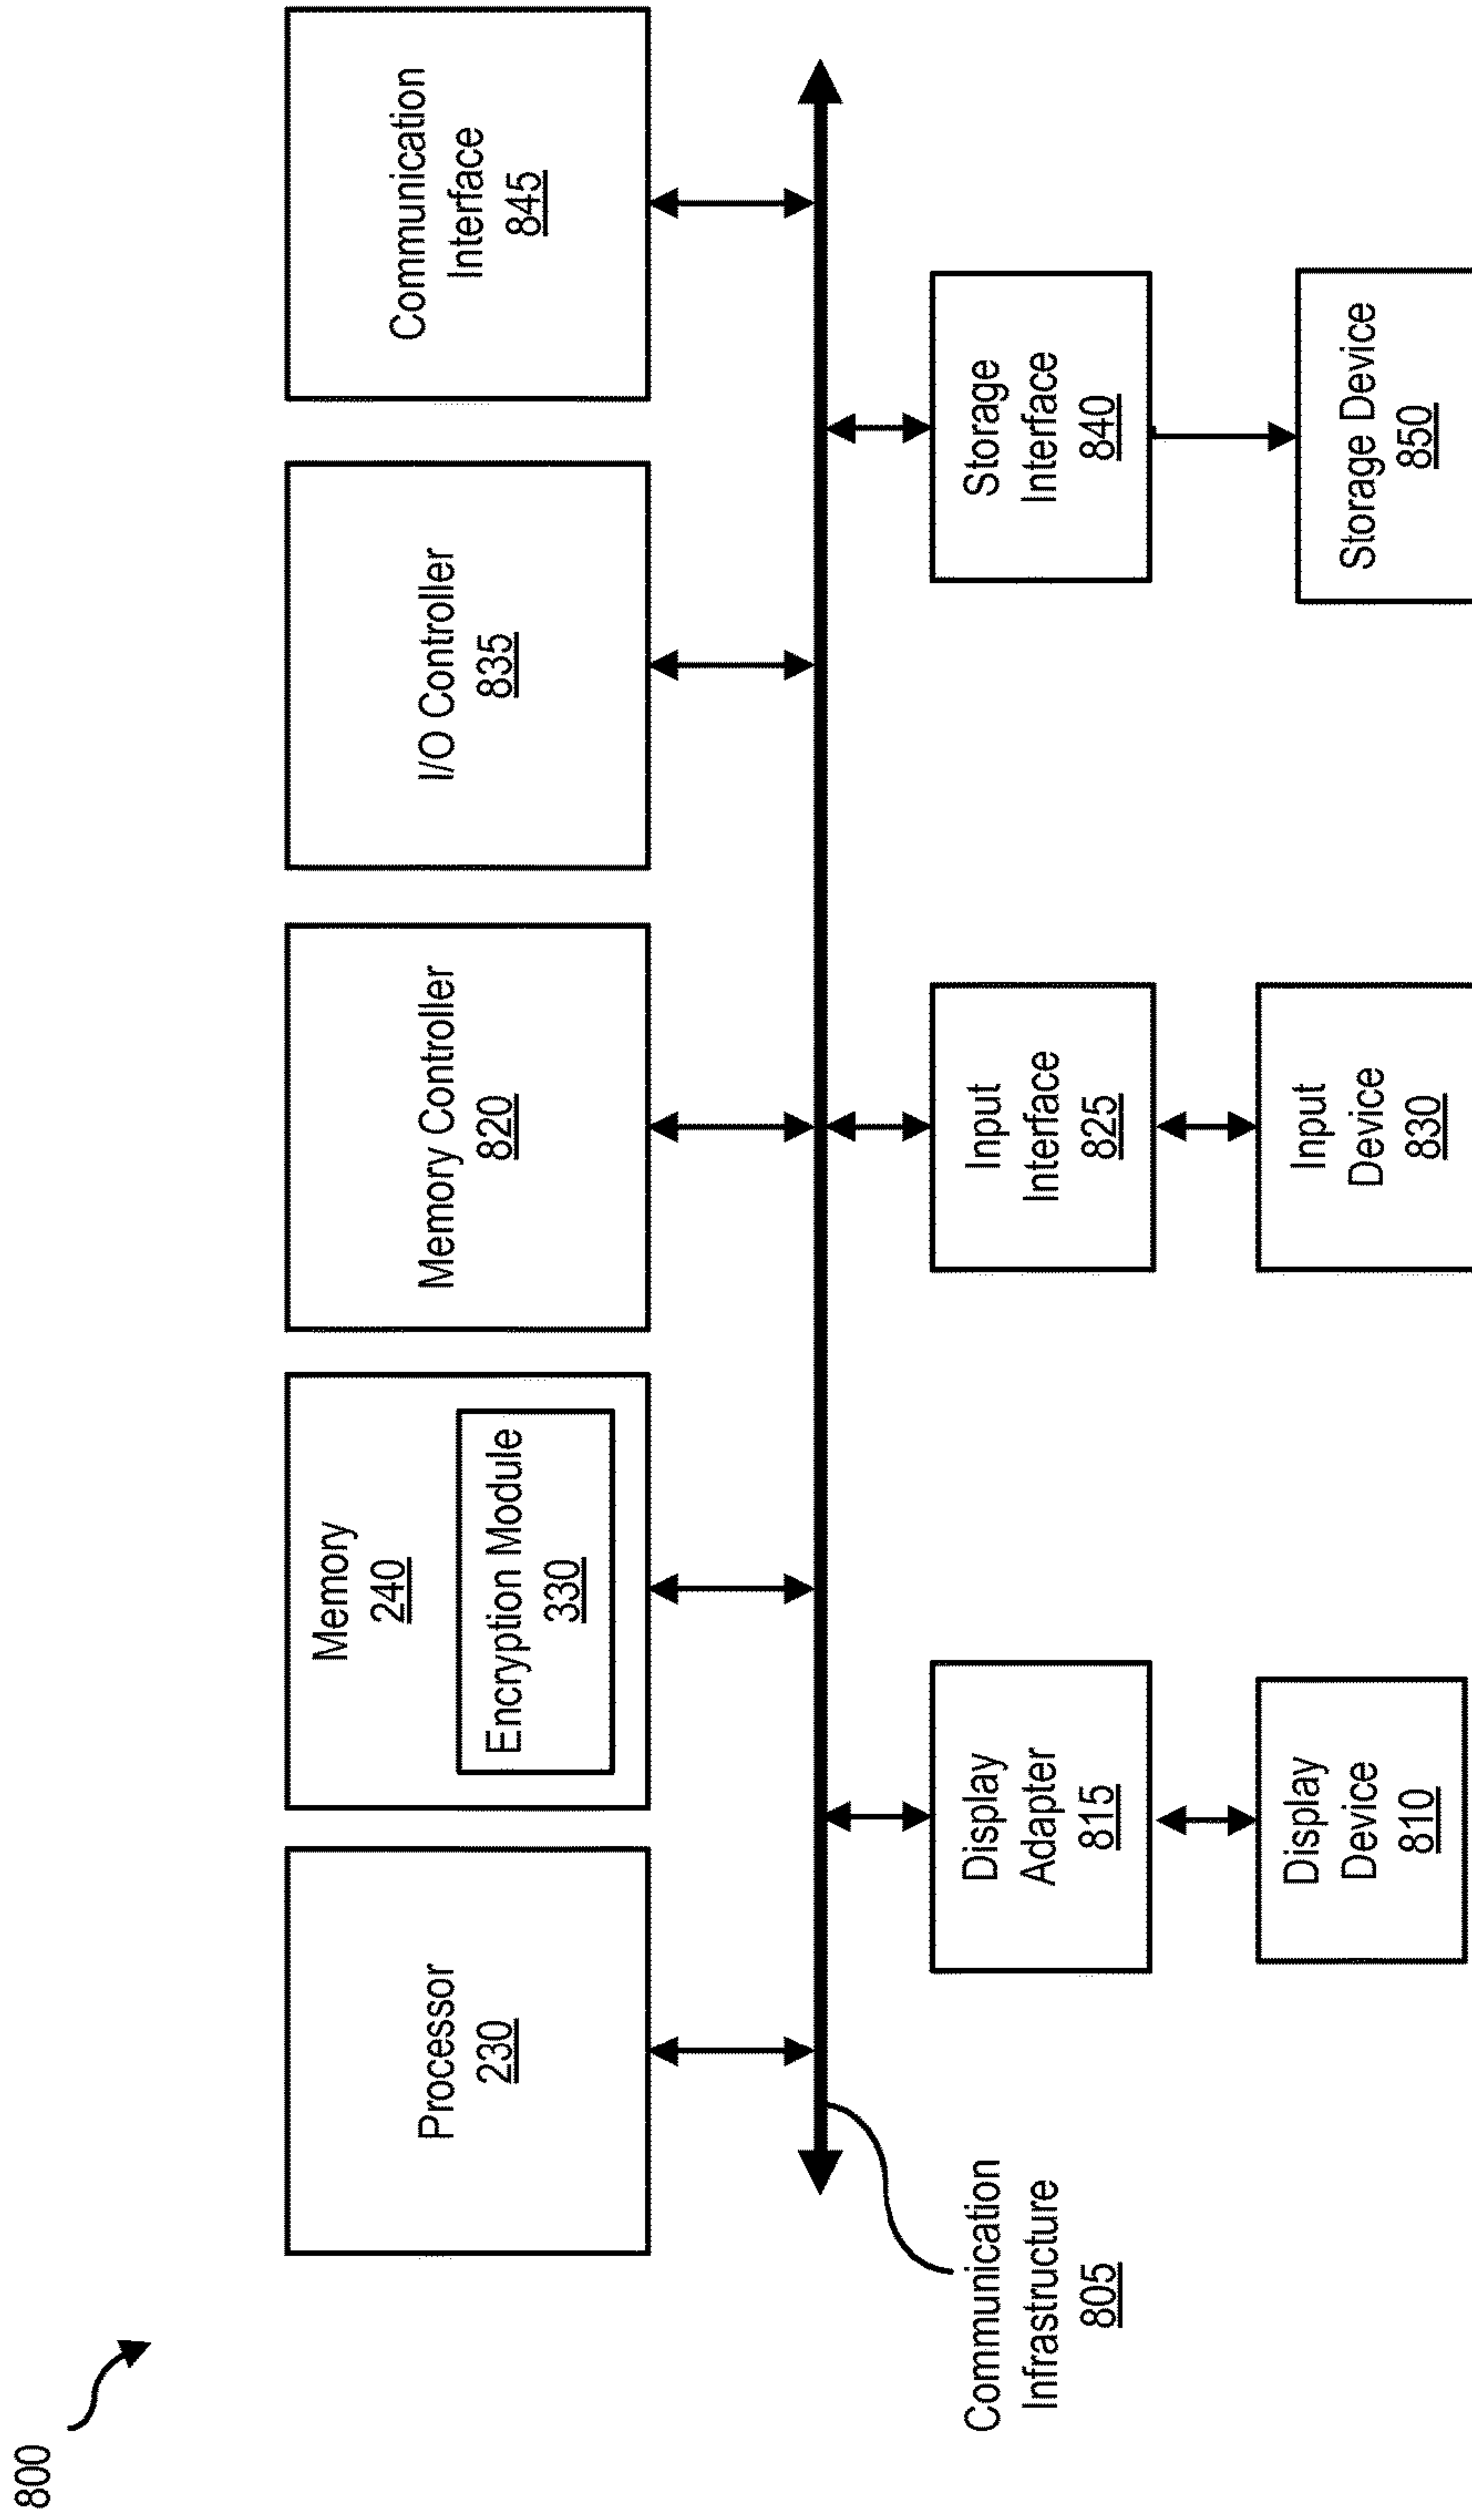 800
Processor
230
Memory
240
Encryption Module
330
Memory Controller
820
I/O Controller
835
Communication
Interface
845
Communication
Infrastructure
805
Display
Adapter
815
Input
Interface
825
Storage
Interface
840
Display
Device
810
Input
Device
830
Storage Device
850